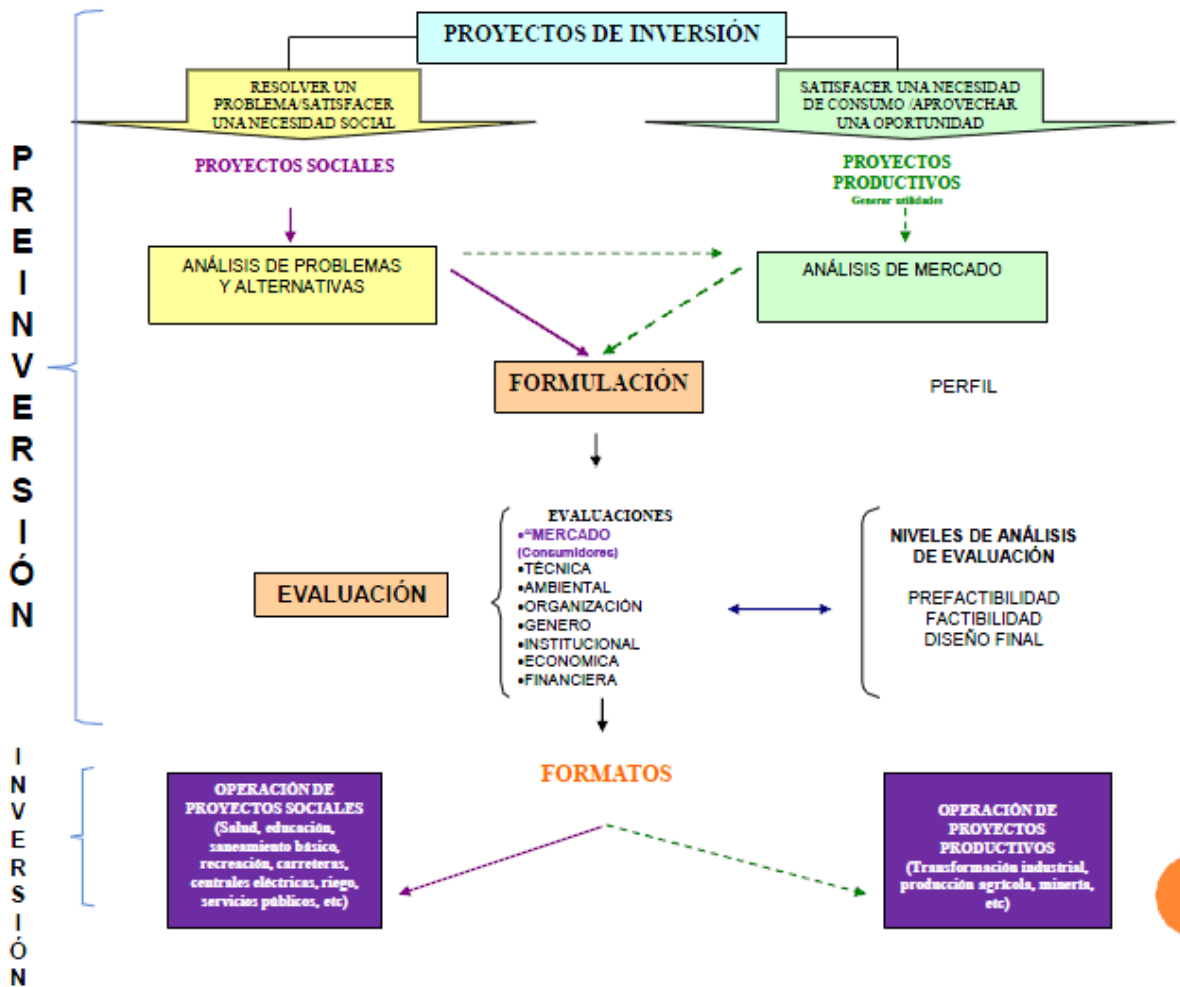 PROYECTOS DE INVERSIÓN
RESOLVER UN
PROBLEMA/SATISFACER
UNA NECESIDAD SOCIAL
SATISFACER UNA NECESIDAD
DE CONSUMO /APROVECHAR
UNA OPORTUNIDAD
PREINVERSIÓN
PROYECTOS SOCIALES
PROYECTOS
PRODUCTIVOS
Generar utilidades
ANÁLISIS DE PROBLEMAS
Y ALTERNATIVAS
ANÁLISIS DE MERCADO
FORMULACIÓN
PERFIL
EVALUACIÓN
EVALUACIONES
•“MERCADO
(Consumidores)
•TÉCNICA
•AMBIENTAL
•ORGANIZACIÓN
•GENERO
•INSTITUCIONAL
•ECONOMICA
•FINANCIERA
NIVELES DE ANÁLISIS
DE EVALUACIÓN
PREFACTIBILIDAD
FACTIBILIDAD
DISEÑO FINAL
INVERSIÓN
FORMATOS
OPERACIÓN DE
PROYECTOS SOCIALES
(Salud, educación,
saneamiento básico,
recreación, carreteras,
centrales eléctricas, riego,
servicios públicos, etc)
OPERACIÓN DE
PROYECTOS
PRODUCTIVOS
(Transformación industrial,
producción agrícola, minería,
etc)